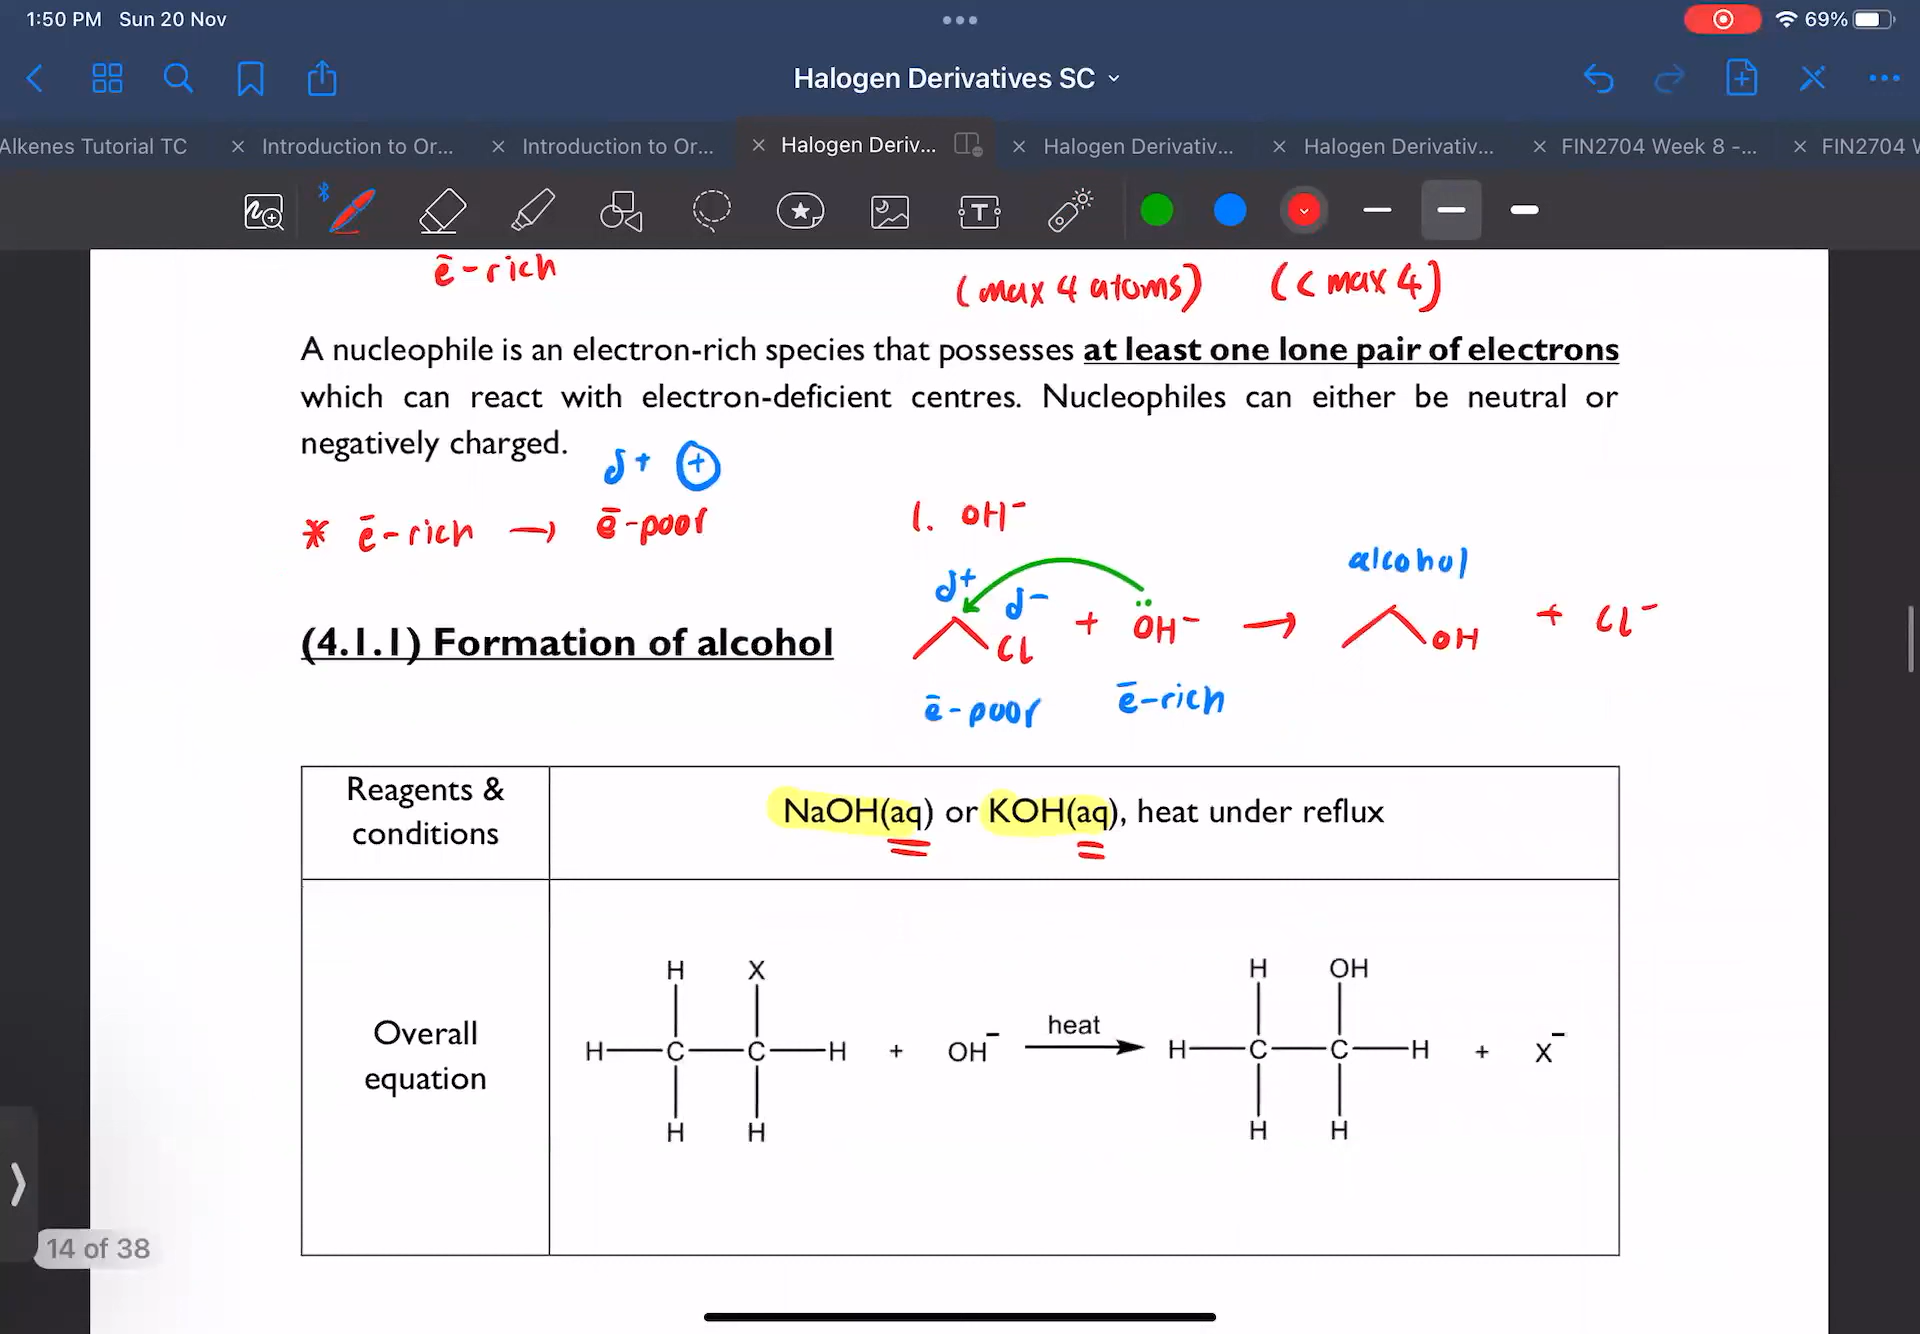 1:50 PM Sun 20 Nov
69%
Halogen Derivatives SC
Alkenes Tutorial TC
Introduction to Or...
Introduction to Or...
Halogen Deriv...
Halogen Derivativ...
Halogen Derivativ...
FIN2704 Week 8 -...
FIN2704 W
T
ē-rich
(max 4 atoms) (< max 4)
A nucleophile is an electron-rich species that possesses at least one lone pair of electrons
which can react with electron-deficient centres. Nucleophiles can either be neutral or
negatively charged.
δ+ ⊕
* ē-rich → ē-poor
1. OH⁻
alcohol
δ+ δ-
Cl + OH⁻ → OH + Cl⁻
(4.1.1) Formation of alcohol
ē-poor ē-rich
Reagents &
conditions
NaOH(aq) or KOH(aq), heat under reflux
Overall
equation
H X H OH
heat
H—C—C—H + OH⁻ → H—C—C—H + X⁻
H H H H
14 of 38